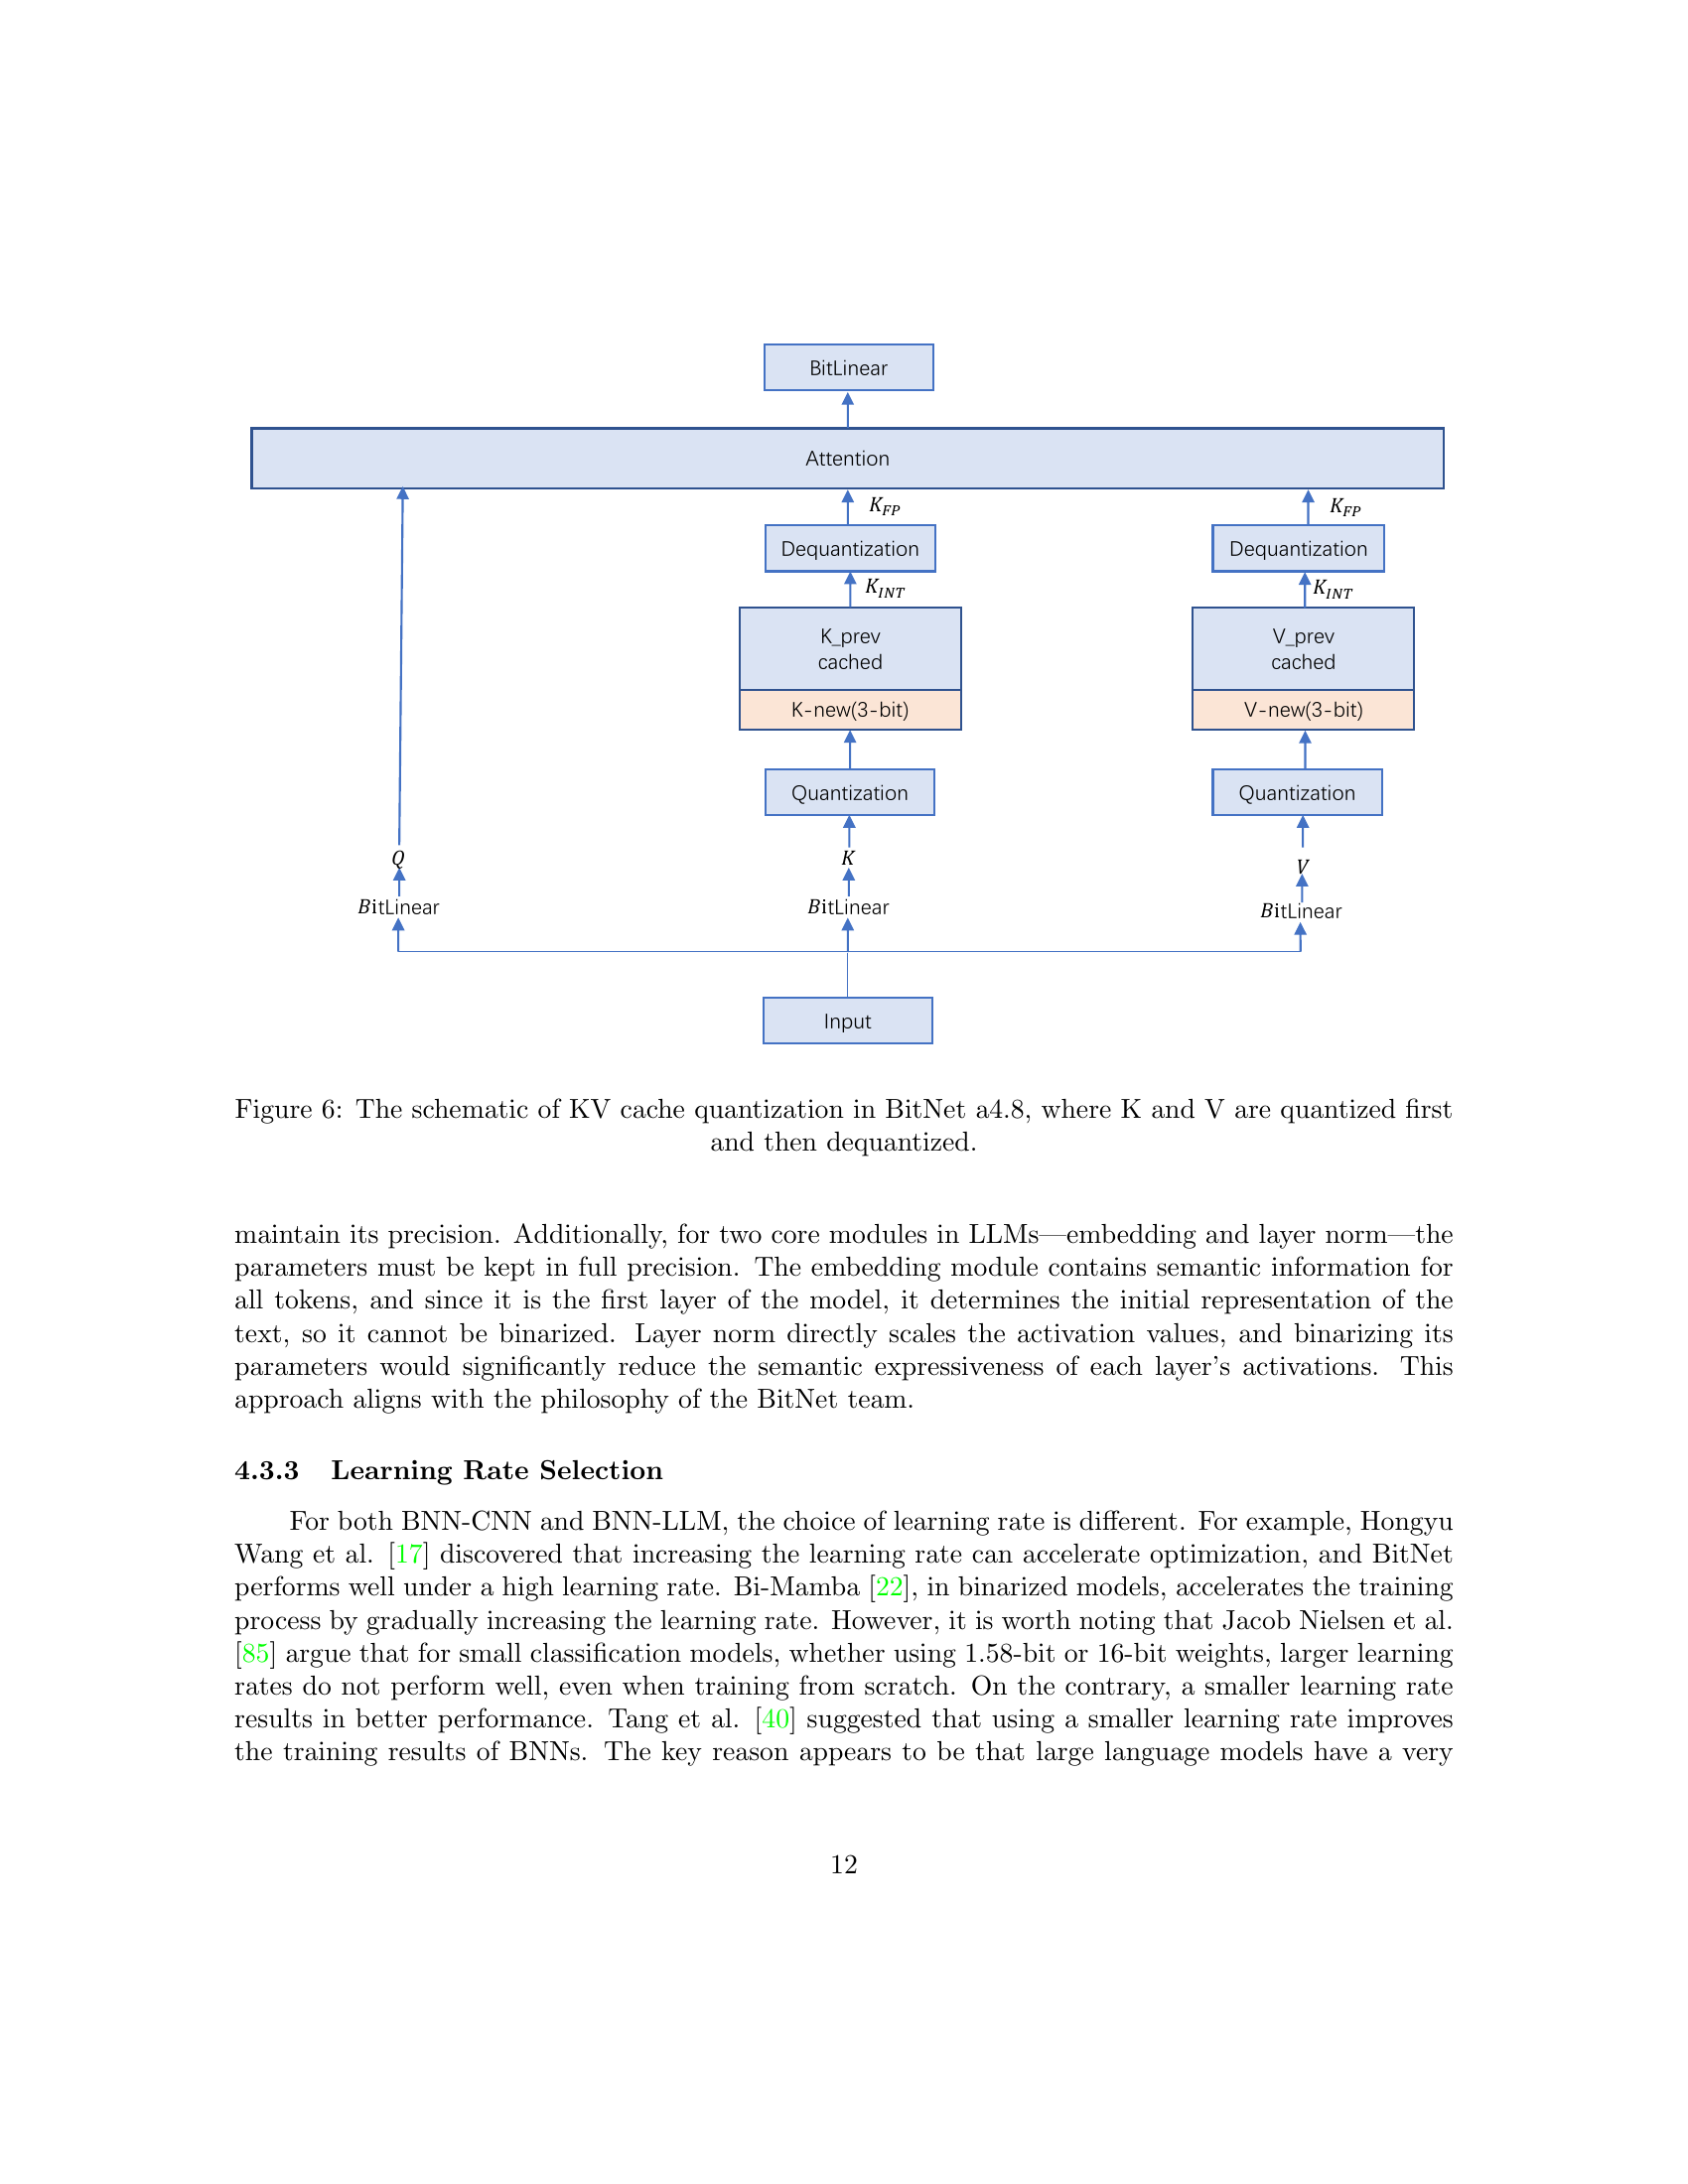 BitLinear
Attention
K_FP
K_FP
Dequantization
Dequantization
K_INT
K_INT
K_prev
cached
V_prev
cached
K-new(3-bit)
V-new(3-bit)
Quantization
Quantization
Q
K
V
BitLinear
BitLinear
BitLinear
Input
Figure 6: The schematic of KV cache quantization in BitNet a4.8, where K and V are quantized first
and then dequantized.
maintain its precision. Additionally, for two core modules in LLMs—embedding and layer norm—the
parameters must be kept in full precision. The embedding module contains semantic information for
all tokens, and since it is the first layer of the model, it determines the initial representation of the
text, so it cannot be binarized. Layer norm directly scales the activation values, and binarizing its
parameters would significantly reduce the semantic expressiveness of each layer's activations. This
approach aligns with the philosophy of the BitNet team.
4.3.3 Learning Rate Selection
For both BNN-CNN and BNN-LLM, the choice of learning rate is different. For example, Hongyu
Wang et al. [17] discovered that increasing the learning rate can accelerate optimization, and BitNet
performs well under a high learning rate. Bi-Mamba [22], in binarized models, accelerates the training
process by gradually increasing the learning rate. However, it is worth noting that Jacob Nielsen et al.
[85] argue that for small classification models, whether using 1.58-bit or 16-bit weights, larger learning
rates do not perform well, even when training from scratch. On the contrary, a smaller learning rate
results in better performance. Tang et al. [40] suggested that using a smaller learning rate improves
the training results of BNNs. The key reason appears to be that large language models have a very
12